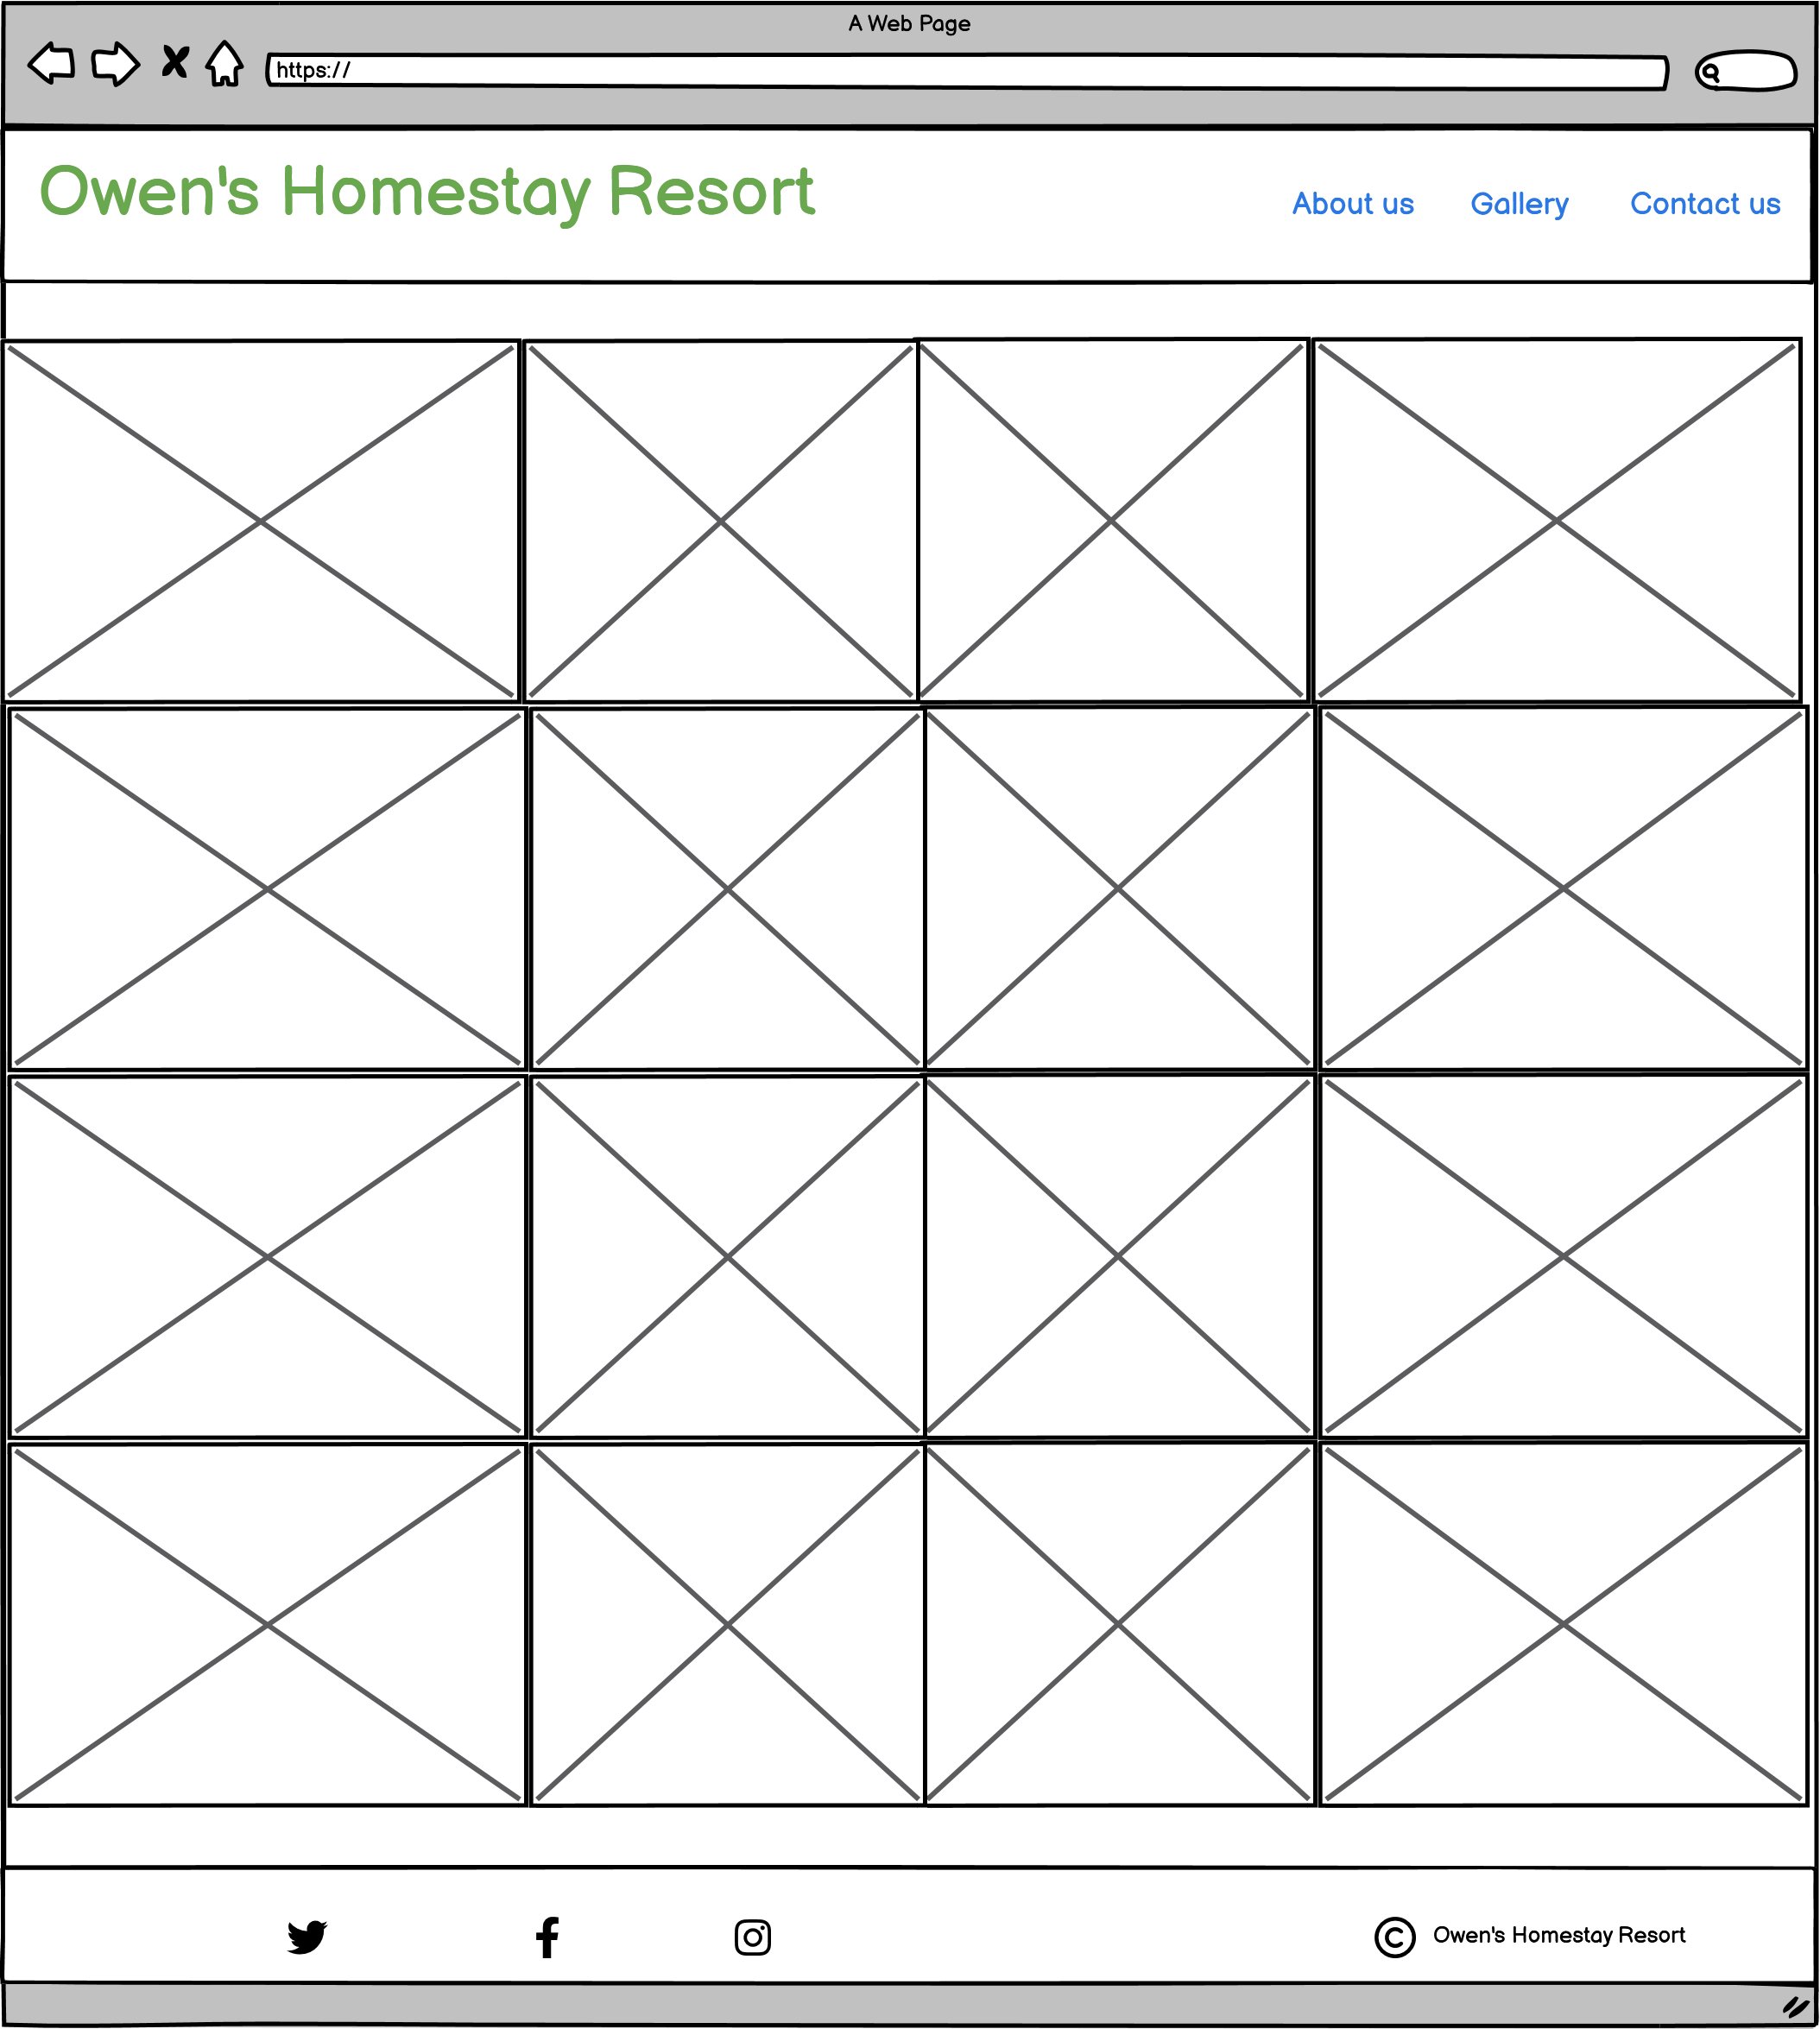 A Web Page
https://
Owen's Homestay Resort
About us Gallery Contact us
© Owen's Homestay Resort